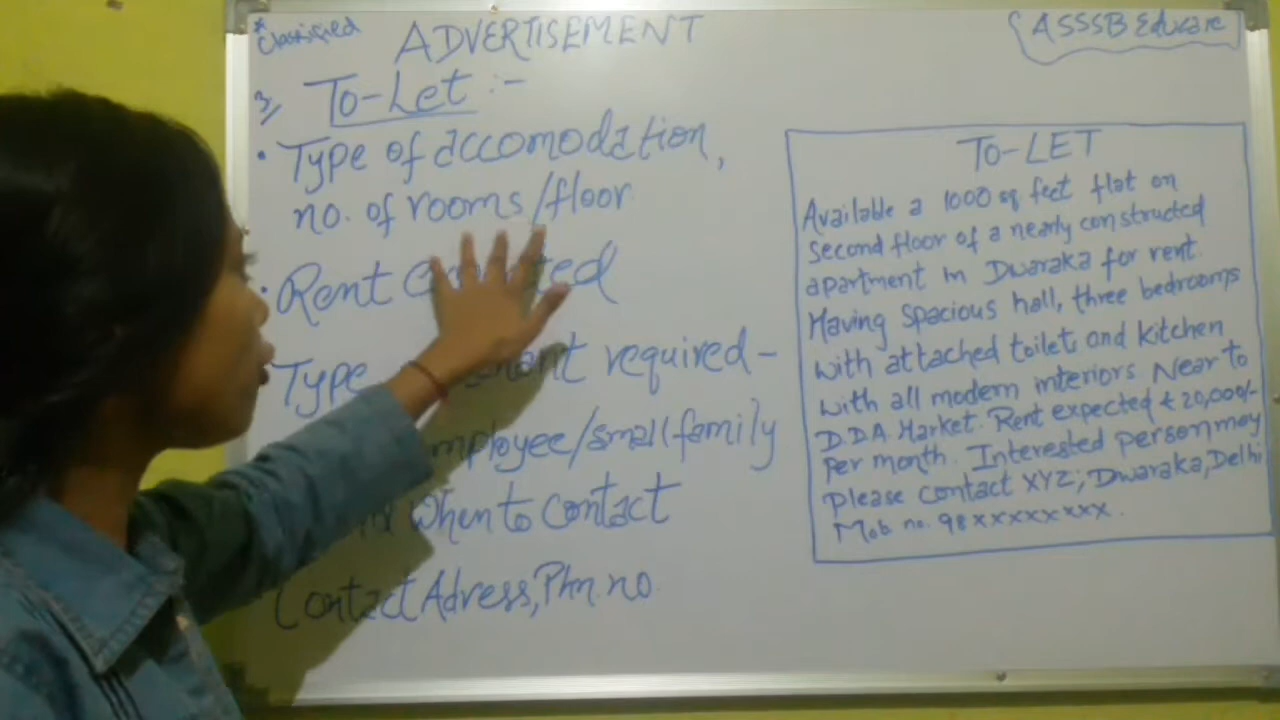 *Classified
ADVERTISEMENT
ASSSB Educare
3, To-Let :-
• Type of accomodation,
no. of rooms/floor
• Rent
Type required-
employee/small family
When to Contact
Contact Adress, Phn. no.
TO-LET
Available a 1000 sq feet flat on
second floor of a nearly constructed
apartment in Dwaraka for rent.
Having spacious hall, three bedrooms
with attached toilet, and kitchen
with all modern interiors Near to
D.D.A. Market. Rent expected ₹ 20,000/-
per month. Interested person may
please contact XYZ; Dwaraka, Delhi
Mob no. 98xxxxxxxx.